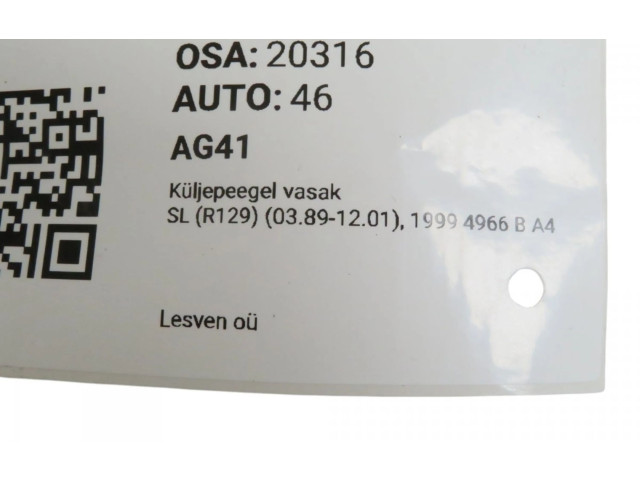 OSA: 20316
AUTO: 46
AG41
Küljepeegel vasak
SL (R129) (03.89-12.01), 1999 4966 B A4
Lesven oü